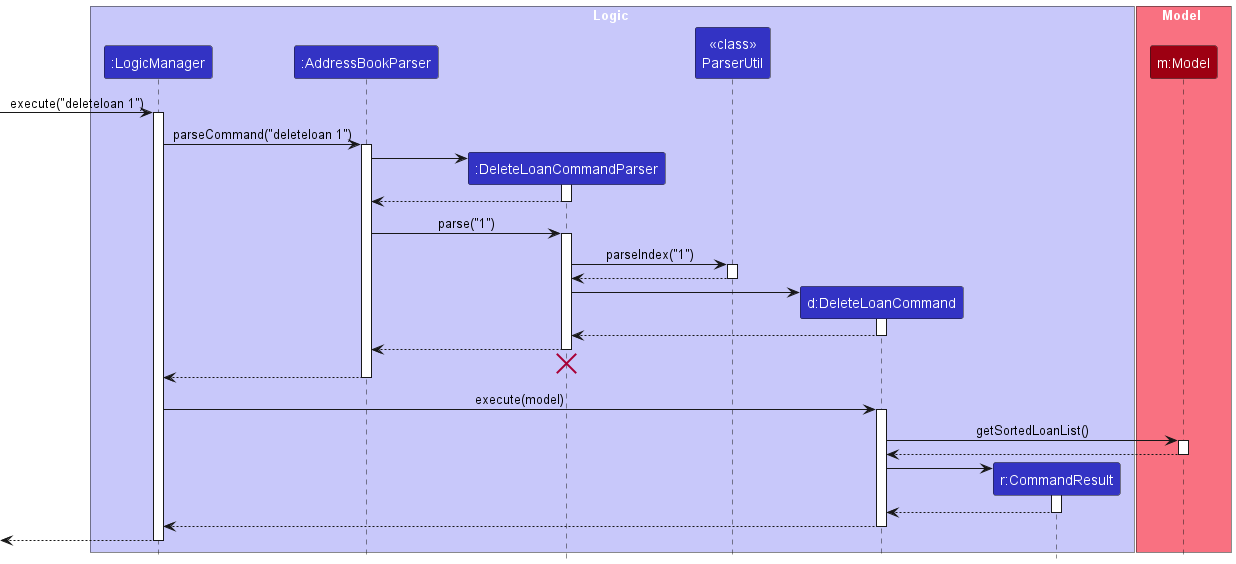 Logic
Model
:LogicManager
:AddressBookParser
«class»
ParserUtil
m:Model
execute("deleteloan 1")
parseCommand("deleteloan 1")
:DeleteLoanCommandParser
parse("1")
parseIndex("1")
d:DeleteLoanCommand
execute(model)
getSortedLoanList()
r:CommandResult